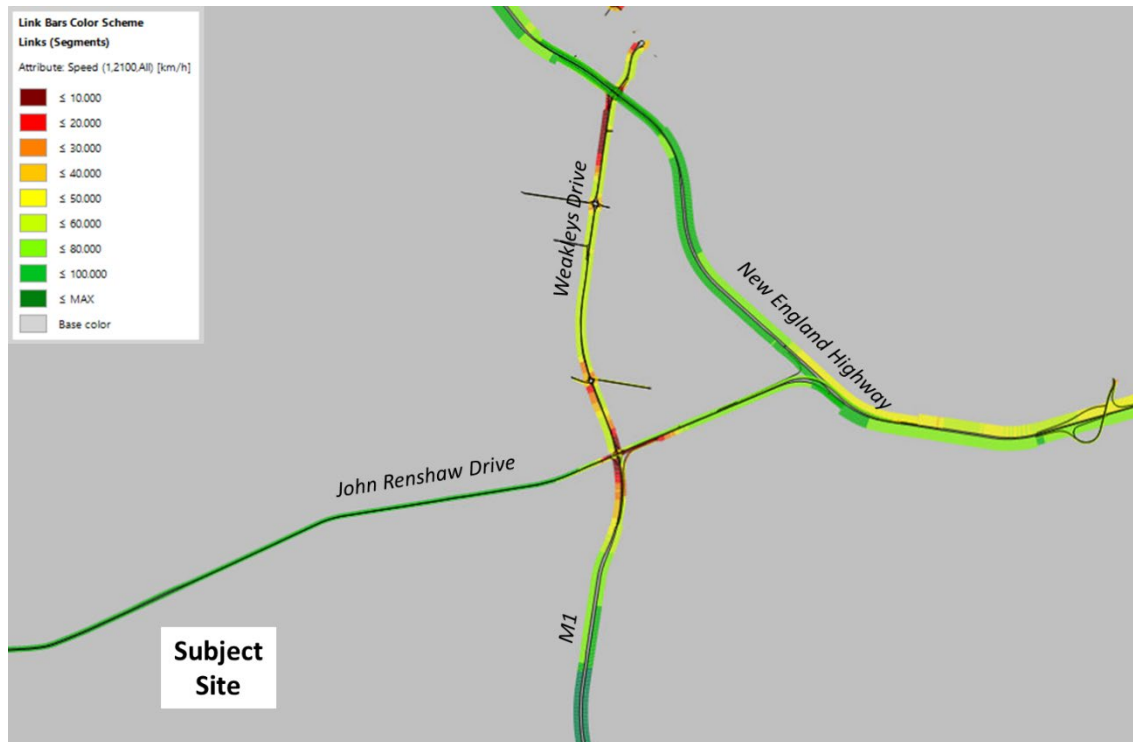 Link Bars Color Scheme
Links (Segments)
Attribute: Speed (1,2100,All) [km/h]
≤ 10.000
≤ 20.000
≤ 30.000
≤ 40.000
≤ 50.000
≤ 60.000
≤ 80.000
≤ 100.000
≤ MAX
Base color
Weakleys Drive
New England Highway
John Renshaw Drive
M1
Subject
Site